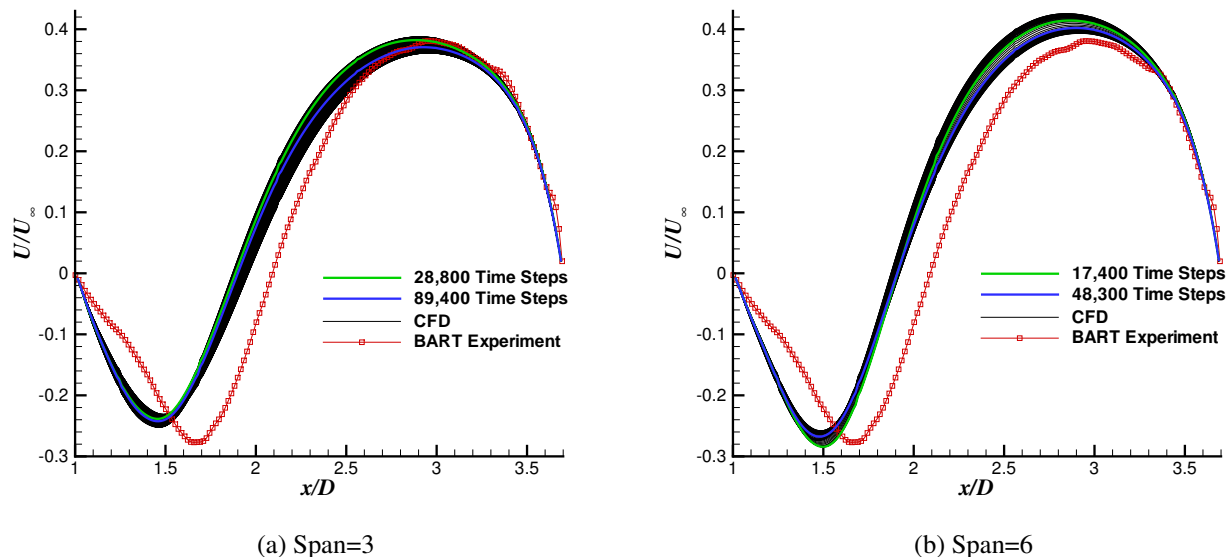 U/U∞
0.4
0.3
0.2
0.1
0
-0.1
-0.2
-0.3
1
1.5
2
2.5
3
3.5
x/D
28,800 Time Steps
89,400 Time Steps
CFD
BART Experiment
(a) Span=3
U/U∞
0.4
0.3
0.2
0.1
0
-0.1
-0.2
-0.3
1
1.5
2
2.5
3
3.5
x/D
17,400 Time Steps
48,300 Time Steps
CFD
BART Experiment
(b) Span=6